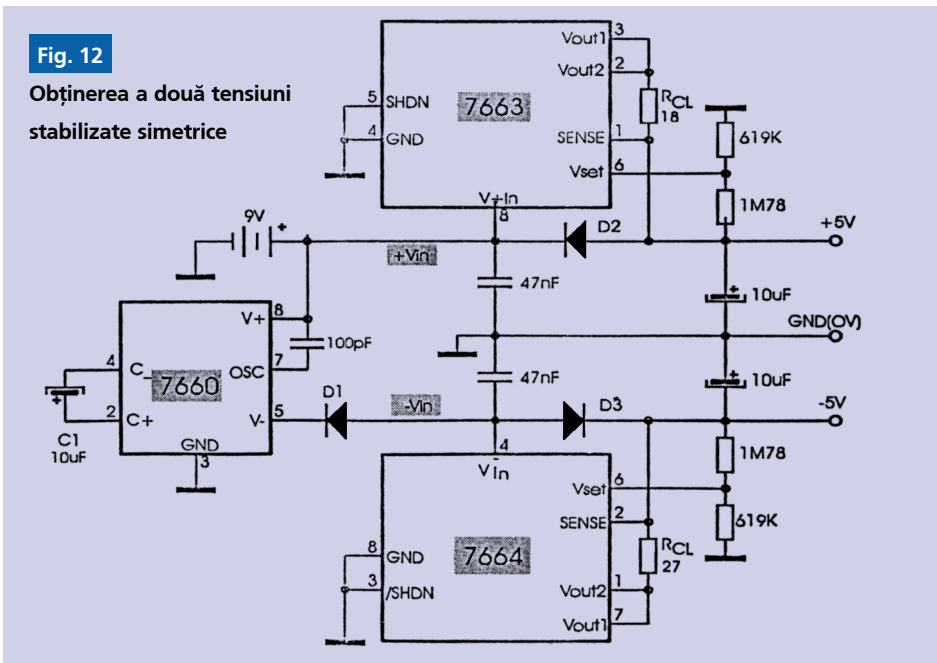 Fig. 12
Obținerea a două tensiuni
stabilizate simetrice
Vout1 3
Vout2 2
5 SHDN
7663
RCL
18
4 GND
SENSE 1
619K
Vset 6
V+In
8
1M78
9V
+
D2
+5V
+Vin
47nF
+
10uF
8
V+
100pF
GND(0V)
4
C_
7660
OSC
7
47nF
+
10uF
D1
-Vin
D3
-5V
+
2
C+
V-
5
C1
10uF
GND
3
4
VIn
1M78
Vset 6
SENSE 2
619K
8
GND
7664
RCL
27
3
/SHDN
Vout2 1
Vout1 7